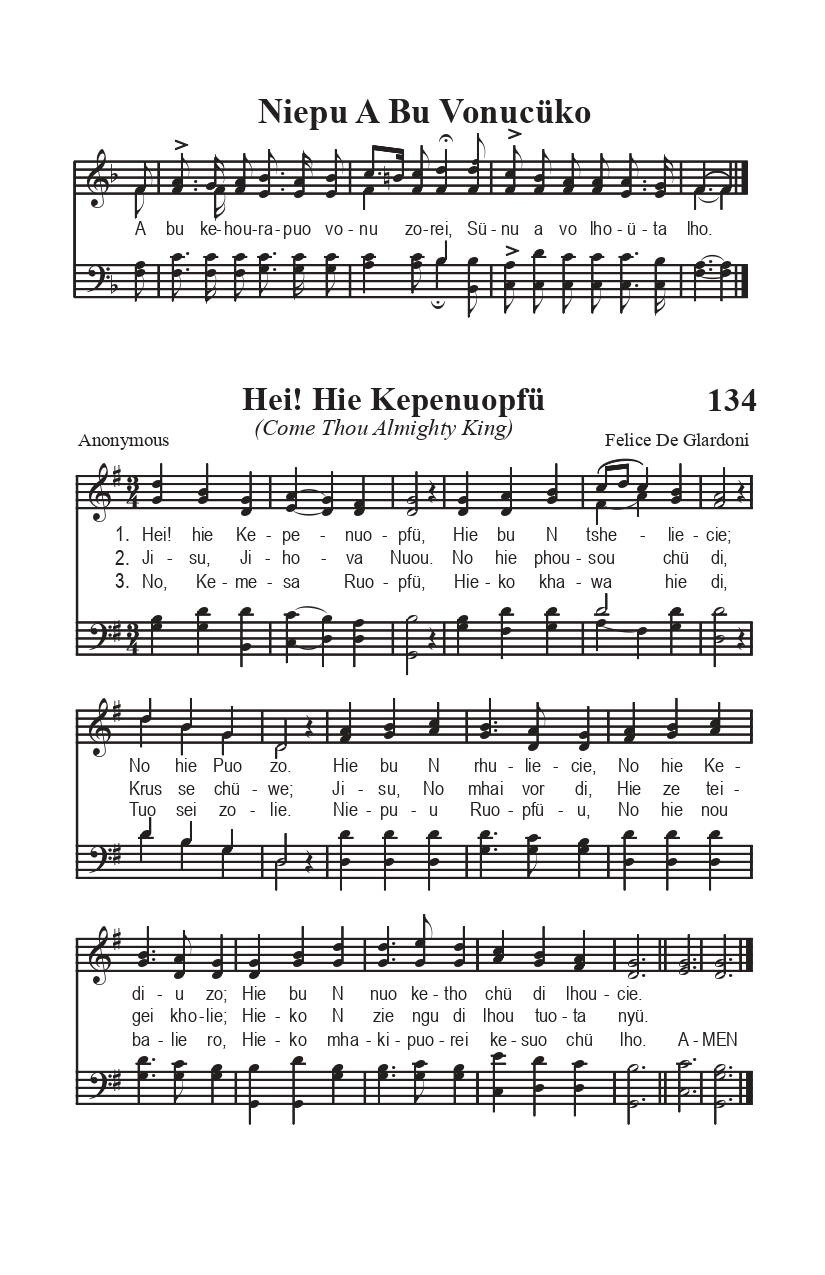 Niepu A Bu Vonucüko
A bu ke-hou-ra-puo vo-nu zo-rei, Sü-nu a vo lho-ü-ta lho.
Hei! Hie Kepenuopfü 134
(Come Thou Almighty King)
Anonymous Felice De Glardoni
1. Hei! hie Ke - pe - nuo - pfü, Hie bu N tshe - lie - cie;
2. Ji - su, Ji - ho - va Nuou. No hie phou - sou chü di,
3. No, Ke - me - sa Ruo - pfü, Hie - ko kha - wa hie di,
No hie Puo zo. Hie bu N rhu - lie - cie, No hie Ke -
Krus se chü - we; Ji - su, No mhai vor di, Hie ze tei -
Tuo sei zo - lie. Nie - pu - u Ruo - pfü - u, No hie nou
di - u zo; Hie bu N nuo ke - tho chü di lhou - cie.
gei kho - lie; Hie - ko N zie ngu di lhou tuo - ta nyü.
ba - lie ro, Hie - ko mha - ki - puo - rei ke - suo chü lho. A - MEN